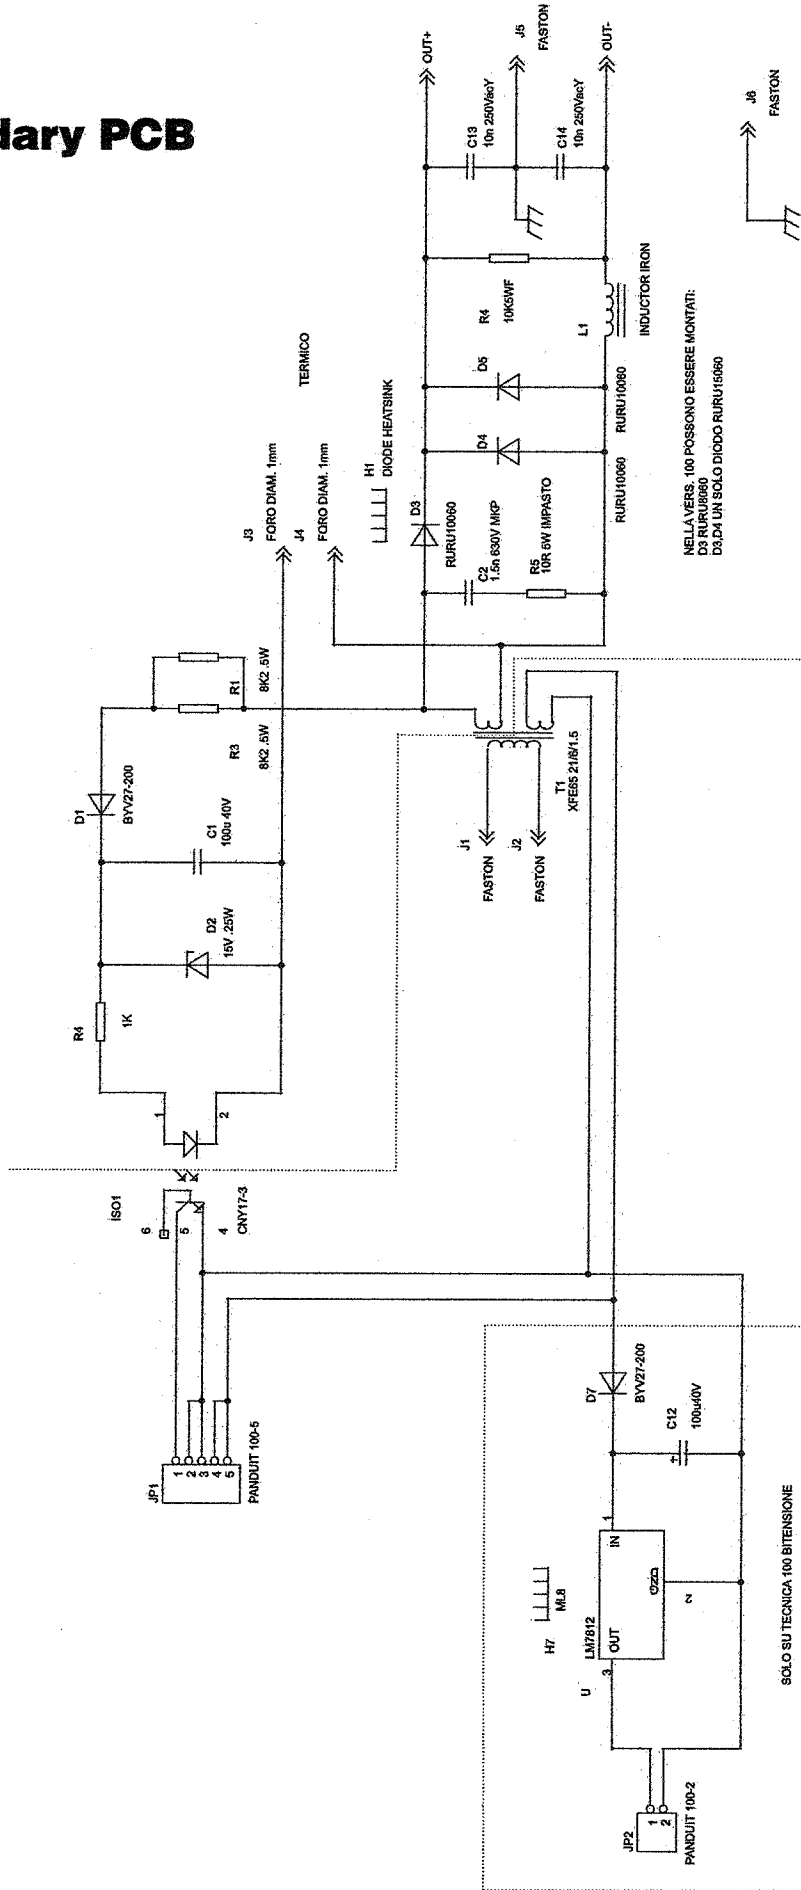 dary PCB
OUT+
J5
FASTON
OUT-
C13
10n 250VacY
C14
10n 250VacY
J6
FASTON
R4
10K5WF
L1
INDUCTOR IRON
TERMICO
D5
D4
RURU10060
RURU10060
H1
DIODE HEATSINK
D3
RURU10060
C2
1.5n 630V MKP
R5
10R 5W IMPASTO
NELLA VERS. 100 POSSONO ESSERE MONTATI:
D3 RURU8060
D3,D4 UN SOLO DIODO RURU15060
J3
FORO DIAM. 1mm
J4
FORO DIAM. 1mm
R1
8K2 .5W
R3
8K2 .5W
D1
BYV27-200
C1
100u 40V
D2
15V .25W
R4
1K
1
2
T1
XFE65 21/6/1.5
J1
FASTON
J2
FASTON
ISO1
6
5
4
CNY17-3
JP1
1
2
3
4
5
PANDUIT 100-5
D7
BYV27-200
C12
100u40V
+
H7
ML8
U
LM7812
IN
OUT
GND
1
2
3
JP2
1
2
PANDUIT 100-2
SOLO SU TECNICA 100 BITENSIONE